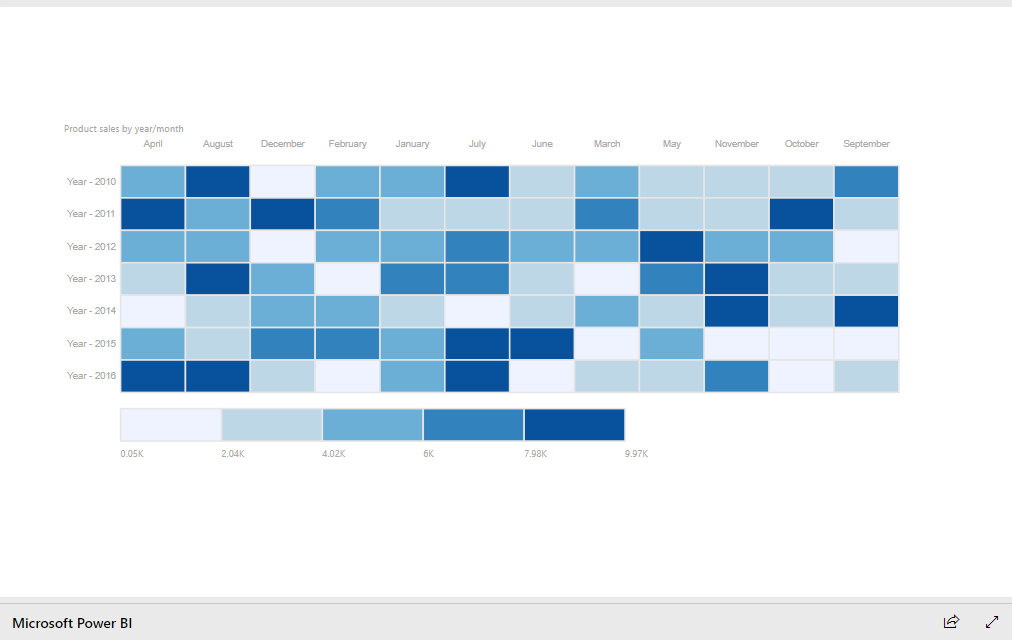 Product sales by year/month
April August December February January July June March May November October September
Year - 2010
Year - 2011
Year - 2012
Year - 2013
Year - 2014
Year - 2015
Year - 2016
0.05K 2.04K 4.02K 6K 7.98K 9.97K
Microsoft Power BI